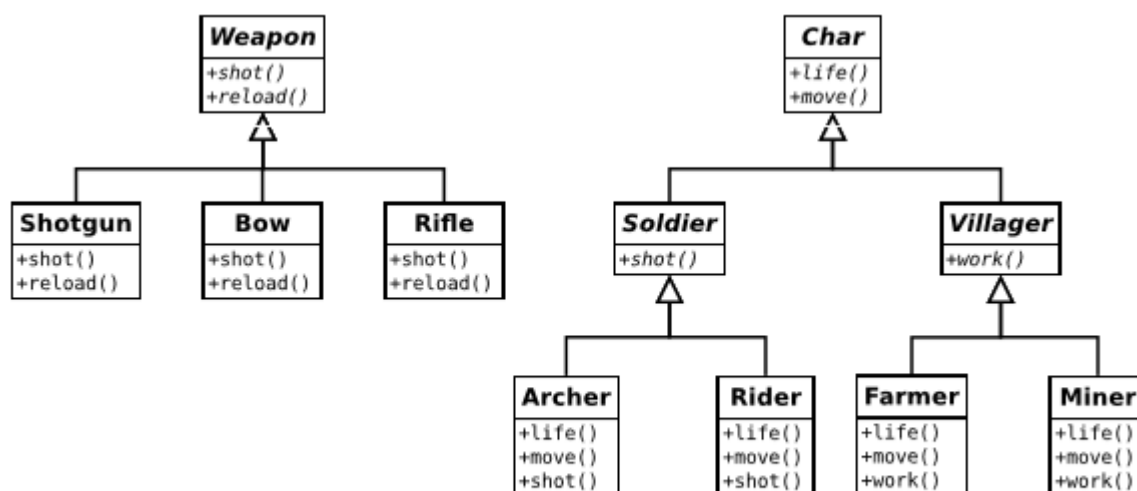 Weapon
+shot()
+reload()
Char
+life()
+move()
Shotgun
+shot()
+reload()
Bow
+shot()
+reload()
Rifle
+shot()
+reload()
Soldier
+shot()
Villager
+work()
Archer
+life()
+move()
+shot()
Rider
+life()
+move()
+shot()
Farmer
+life()
+move()
+work()
Miner
+life()
+move()
+work()